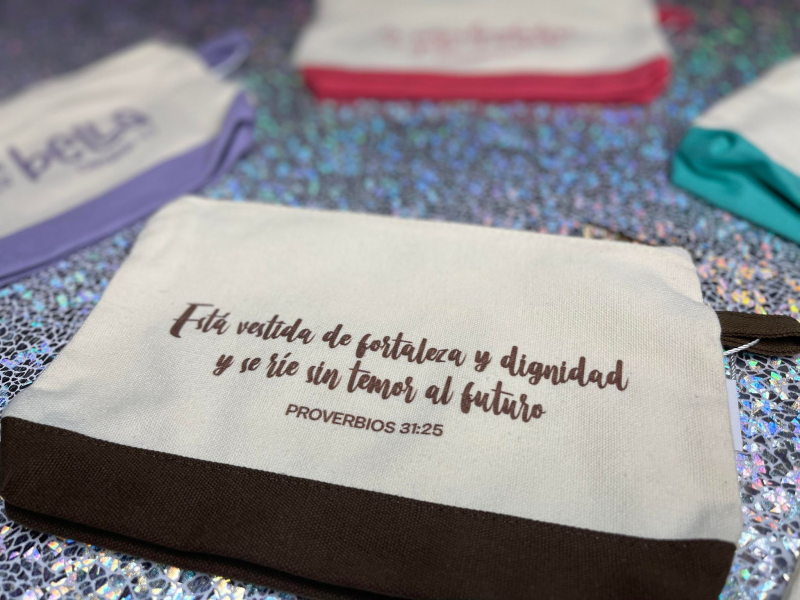 bella
Está vestida de fortaleza y dignidad
y se ríe sin temor al futuro
PROVERBIOS 31:25